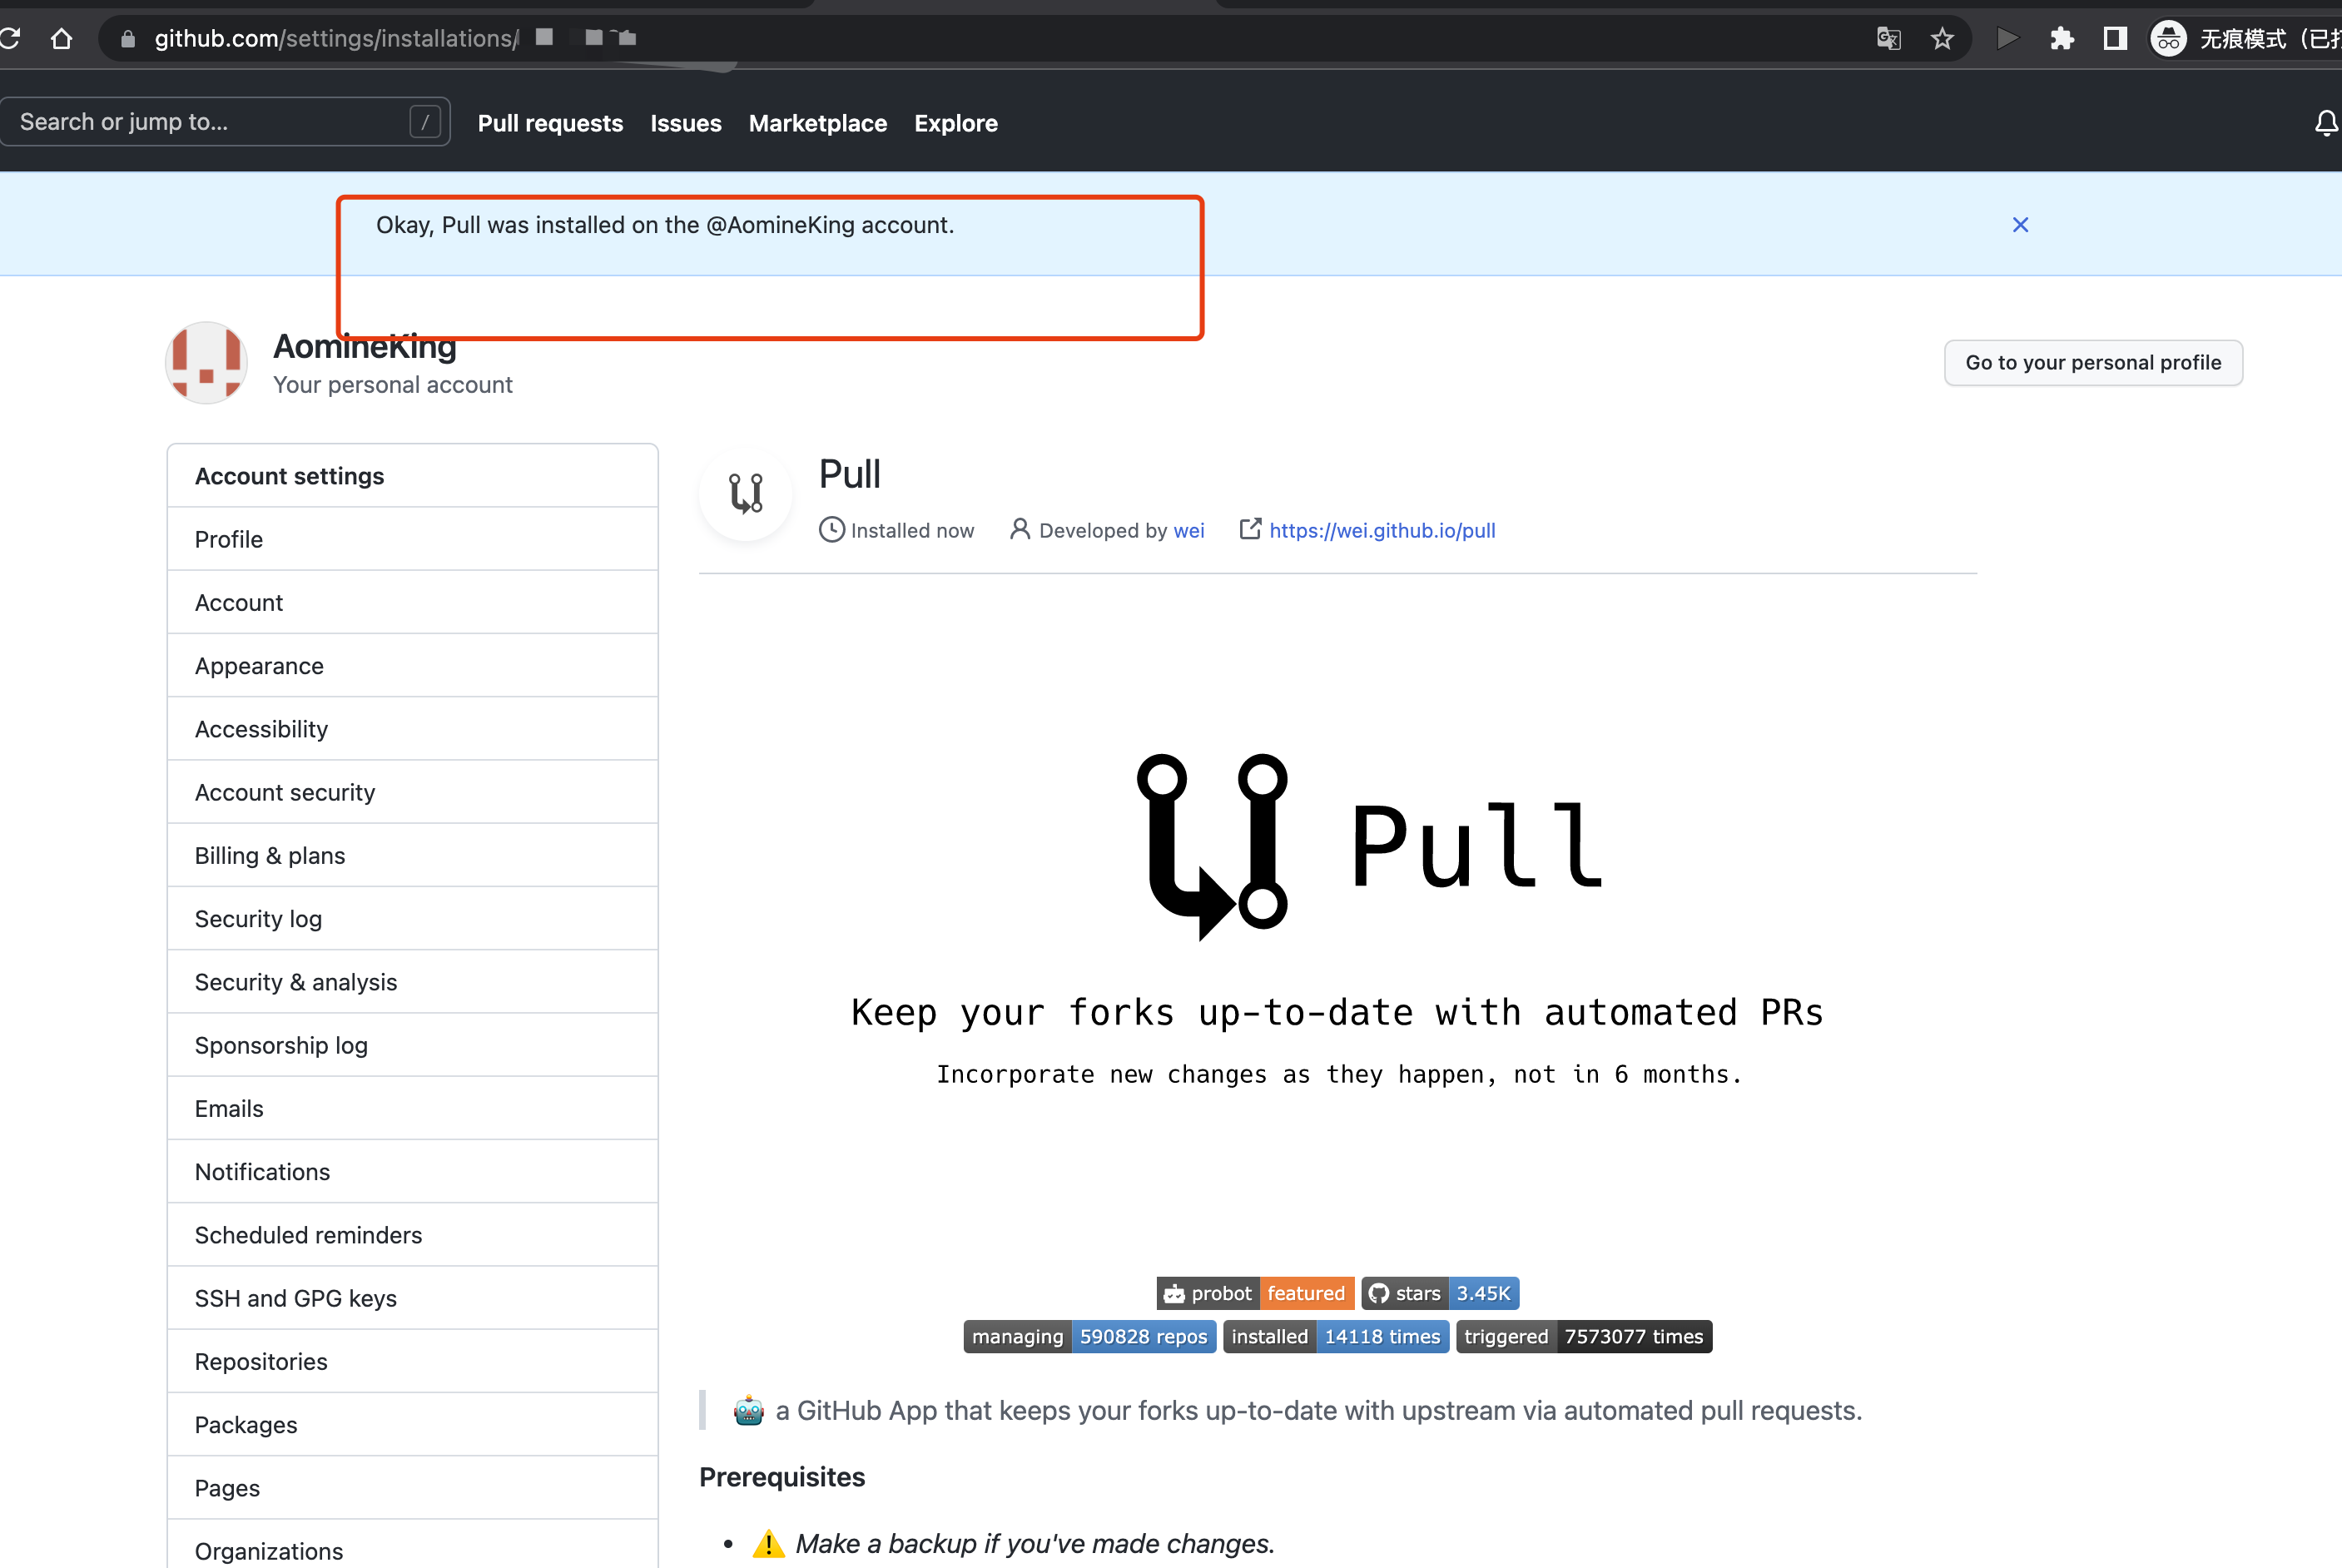 github.com/settings/installations/
无痕模式（已打
Search or jump to...
/
Pull requests
Issues
Marketplace
Explore
Okay, Pull was installed on the @AomineKing account.
AomineKing
Your personal account
Go to your personal profile
Account settings
Profile
Account
Appearance
Accessibility
Account security
Billing & plans
Security log
Security & analysis
Sponsorship log
Emails
Notifications
Scheduled reminders
SSH and GPG keys
Repositories
Packages
Pages
Organizations
Pull
Installed now
Developed by wei
https://wei.github.io/pull
Pull
Keep your forks up-to-date with automated PRs
Incorporate new changes as they happen, not in 6 months.
probot featured
stars 3.45K
managing 590828 repos
installed 14118 times
triggered 7573077 times
🤖 a GitHub App that keeps your forks up-to-date with upstream via automated pull requests.
Prerequisites
• ⚠️ Make a backup if you've made changes.